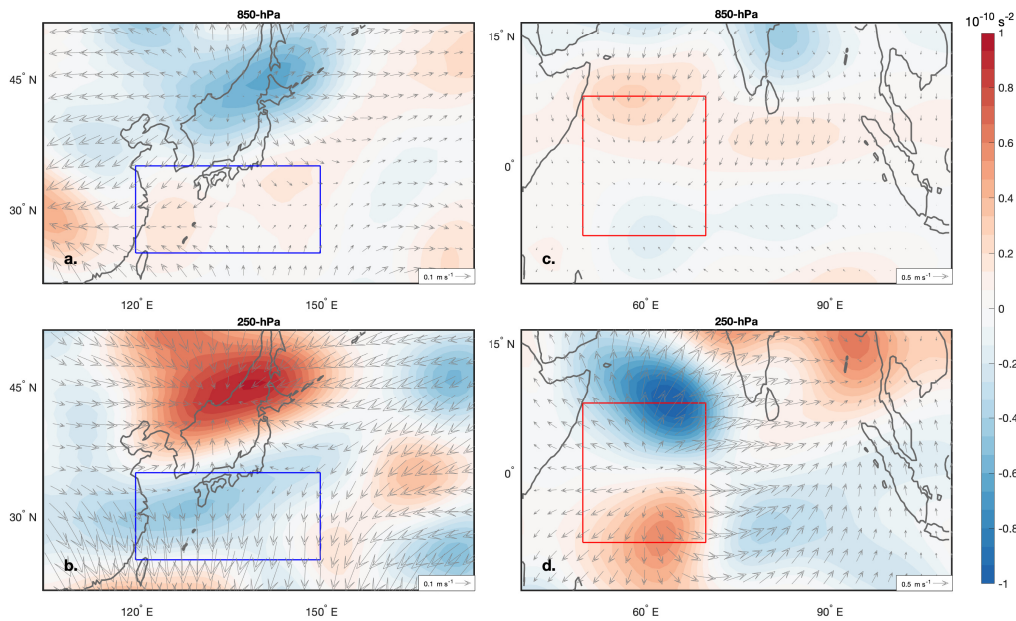 850-hPa
850-hPa
10⁻¹⁰ s⁻²
45° N
30° N
a.
0.1 m s⁻¹
120° E
150° E
15° N
0
c.
0.5 m s⁻¹
60° E
90° E
250-hPa
250-hPa
45° N
30° N
b.
0.1 m s⁻¹
120° E
150° E
15° N
0
d.
0.5 m s⁻¹
60° E
90° E
1
0.8
0.6
0.4
0.2
0
-0.2
-0.4
-0.6
-0.8
-1